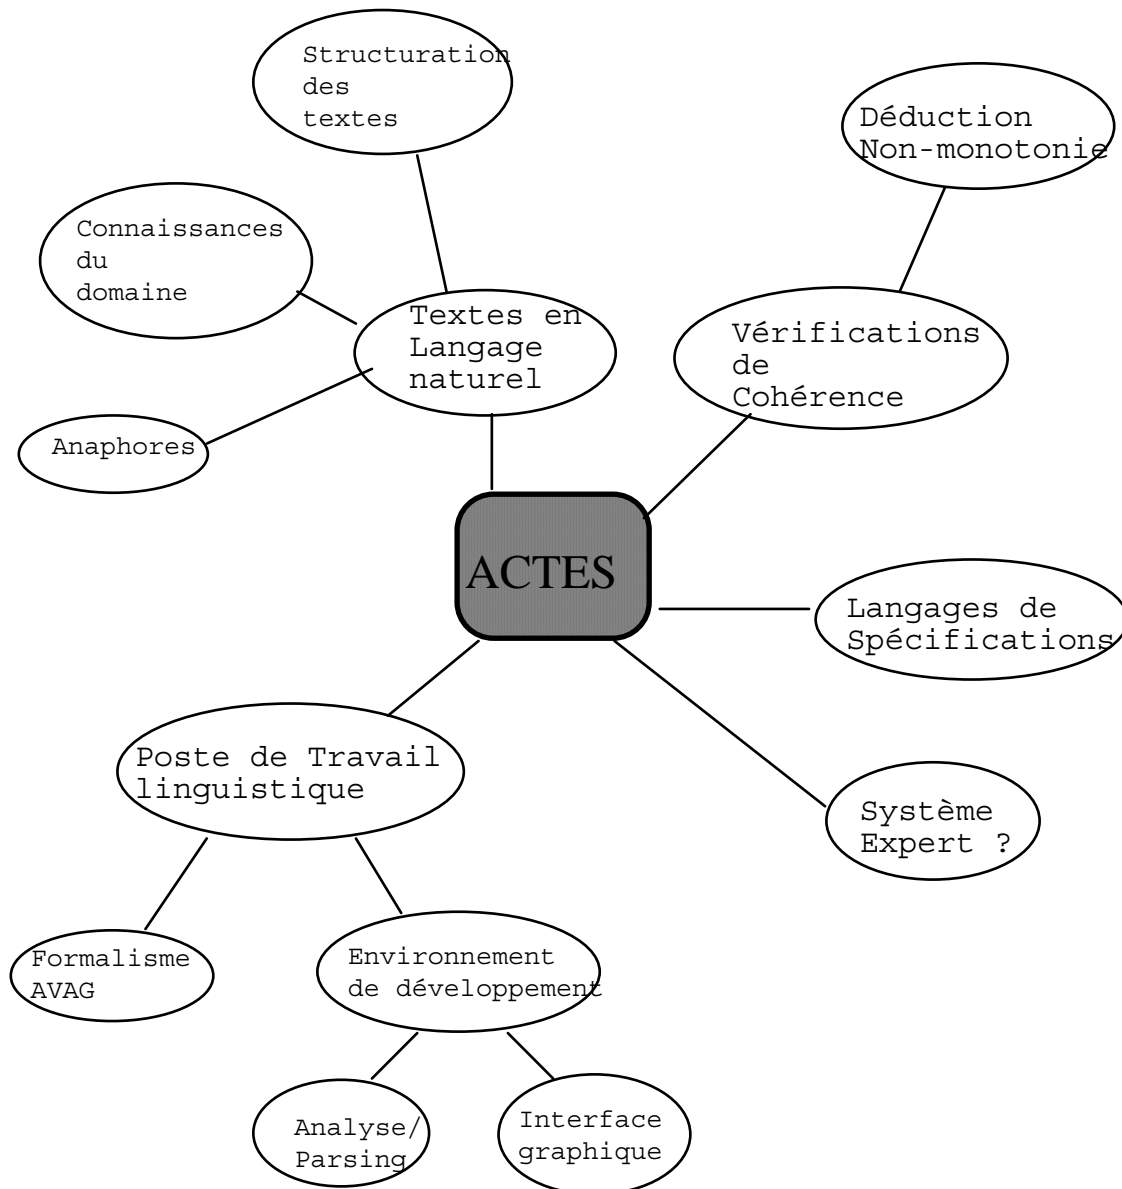 Structuration
des
textes
Déduction
Non-monotonie
Connaissances
du
domaine
Textes en
Langage
naturel
Vérifications
de
Cohérence
Anaphores
ACTES
Langages de
Spécifications
Poste de Travail
linguistique
Système
Expert ?
Formalisme
AVAG
Environnement
de développement
Analyse/
Parsing
Interface
graphique